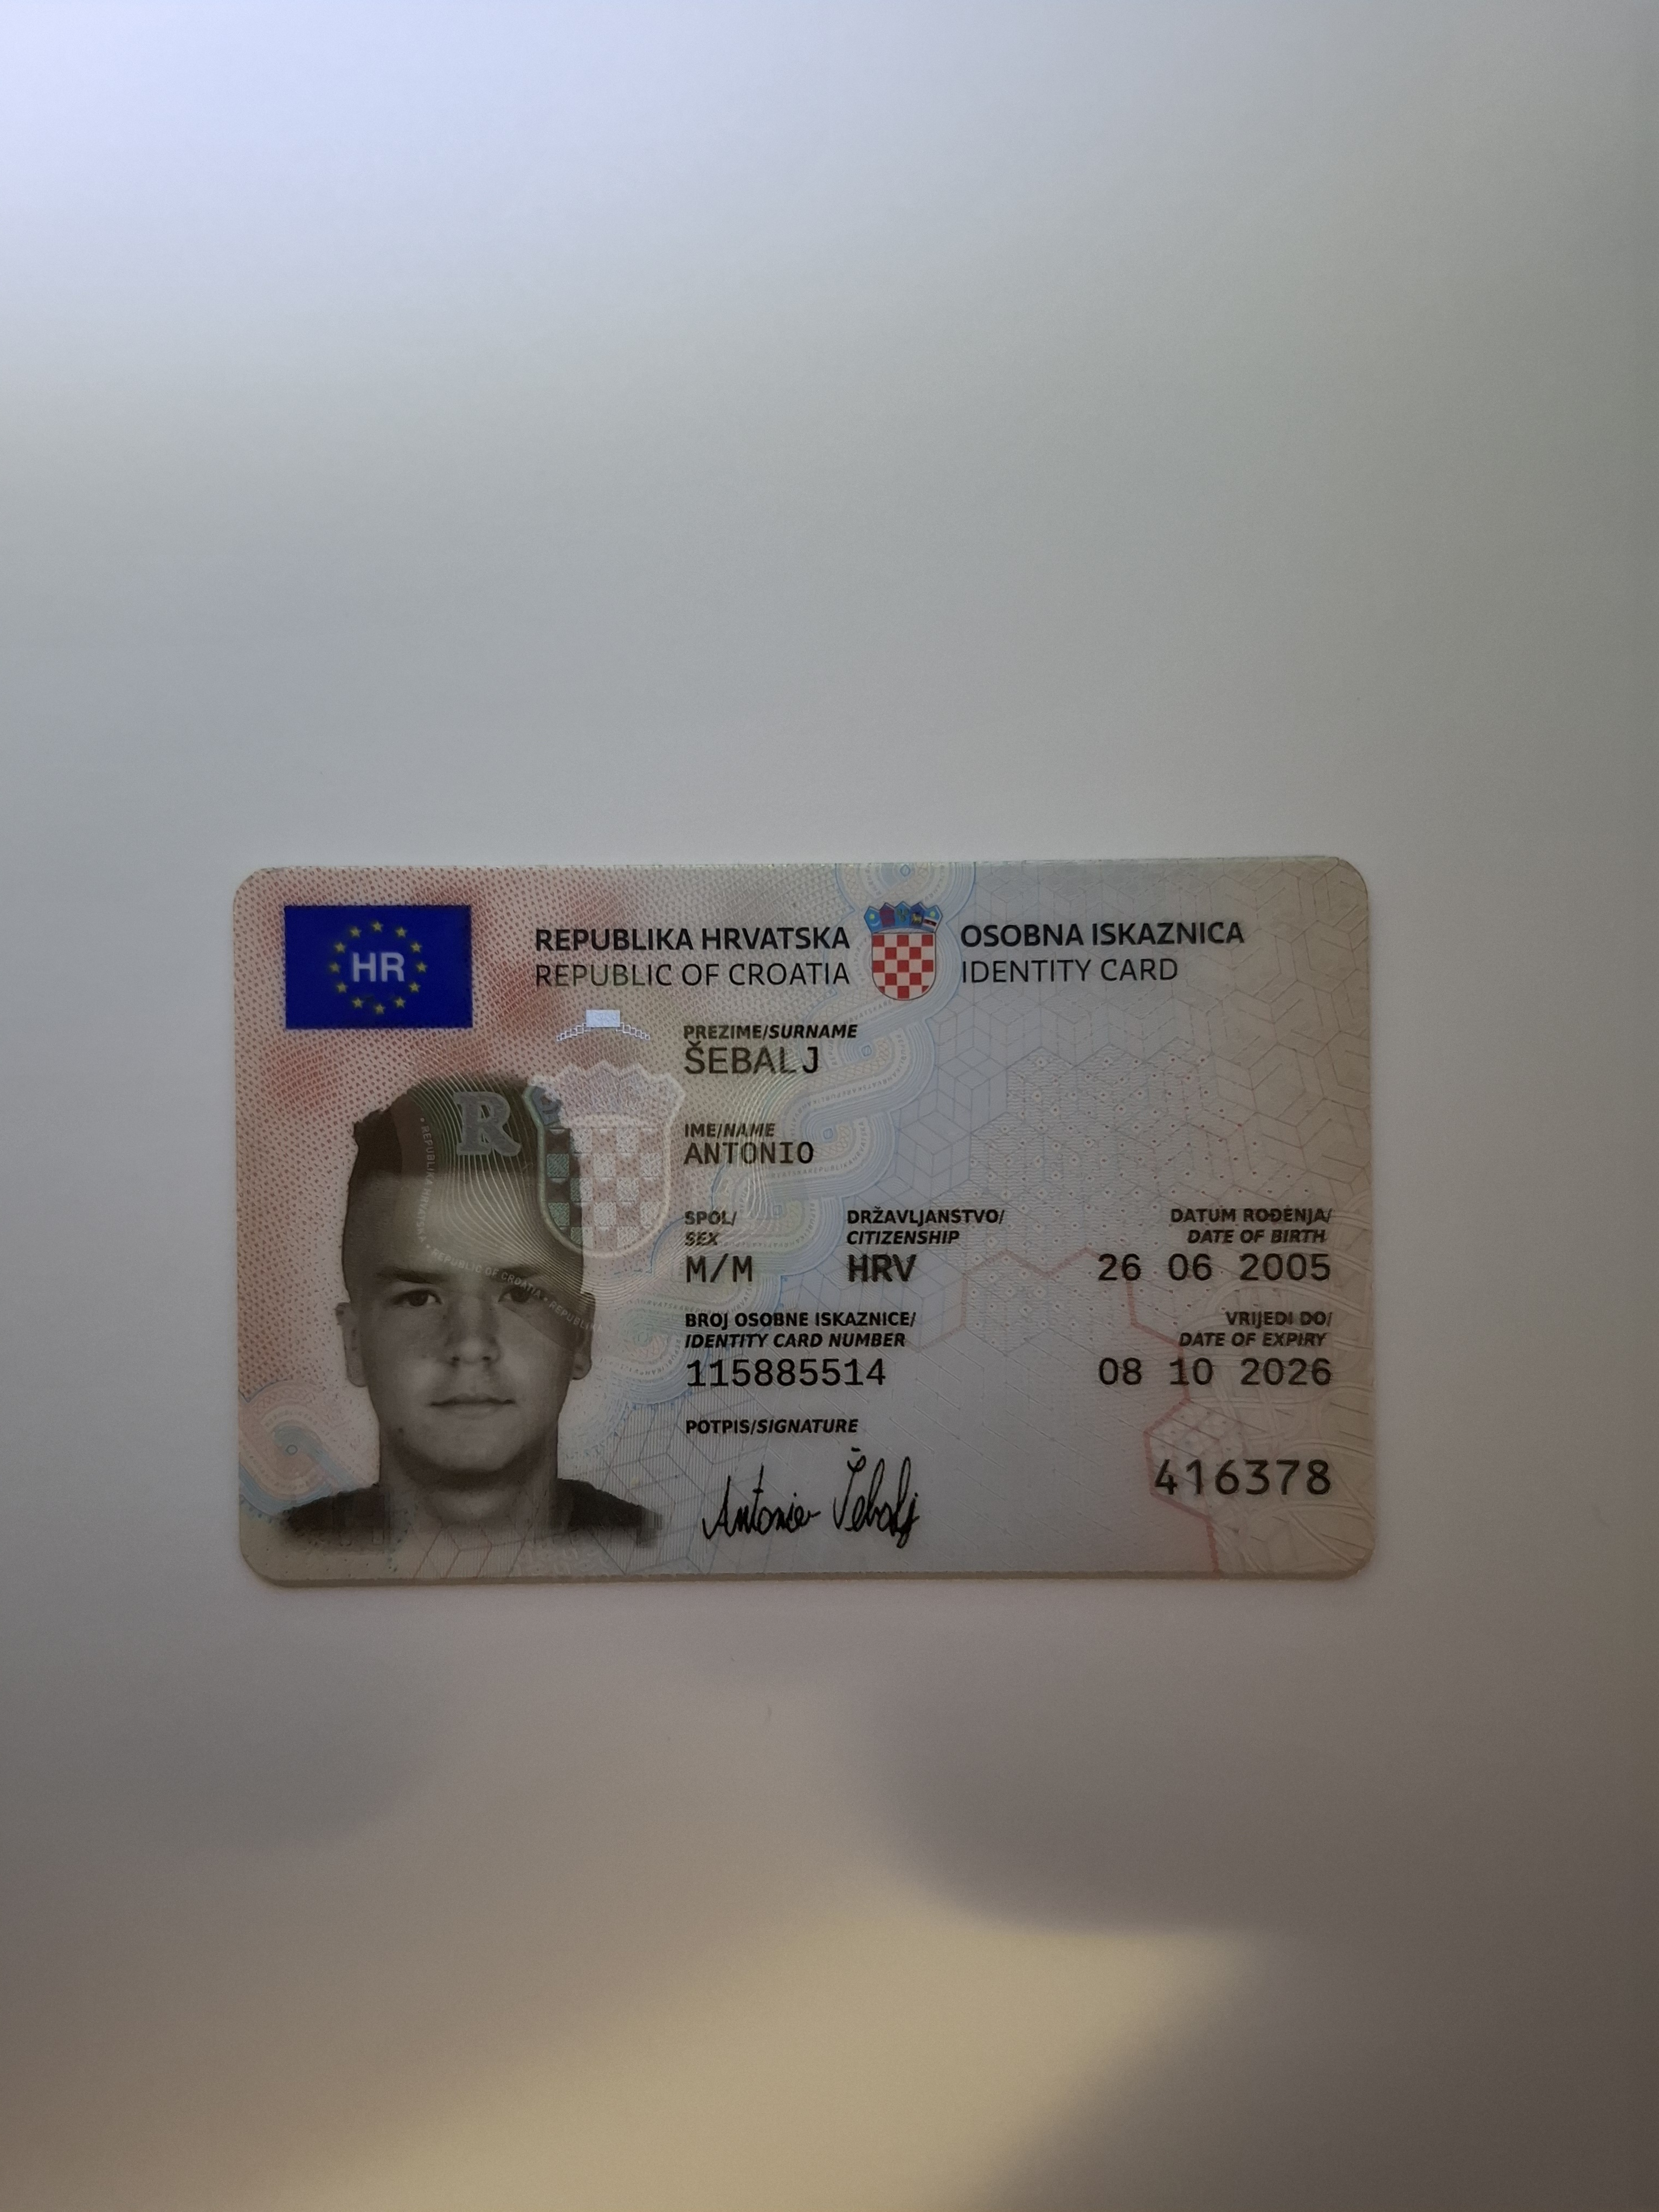 HR
REPUBLIKA HRVATSKA
REPUBLIC OF CROATIA
OSOBNA ISKAZNICA
IDENTITY CARD
PREZIME/SURNAME
ŠEBALJ
IME/NAME
ANTONIO
SPOL/
SEX
M/M
DRŽAVLJANSTVO/
CITIZENSHIP
HRV
DATUM ROĐENJA/
DATE OF BIRTH
26 06 2005
BROJ OSOBNE ISKAZNICE/
IDENTITY CARD NUMBER
115885514
VRIJEDI DO/
DATE OF EXPIRY
08 10 2026
POTPIS/SIGNATURE
Antonio Šebalj
416378
R
• REPUBLIKA HRVATSKA • REPUBLIC OF CROATIA • REPUBLIKA